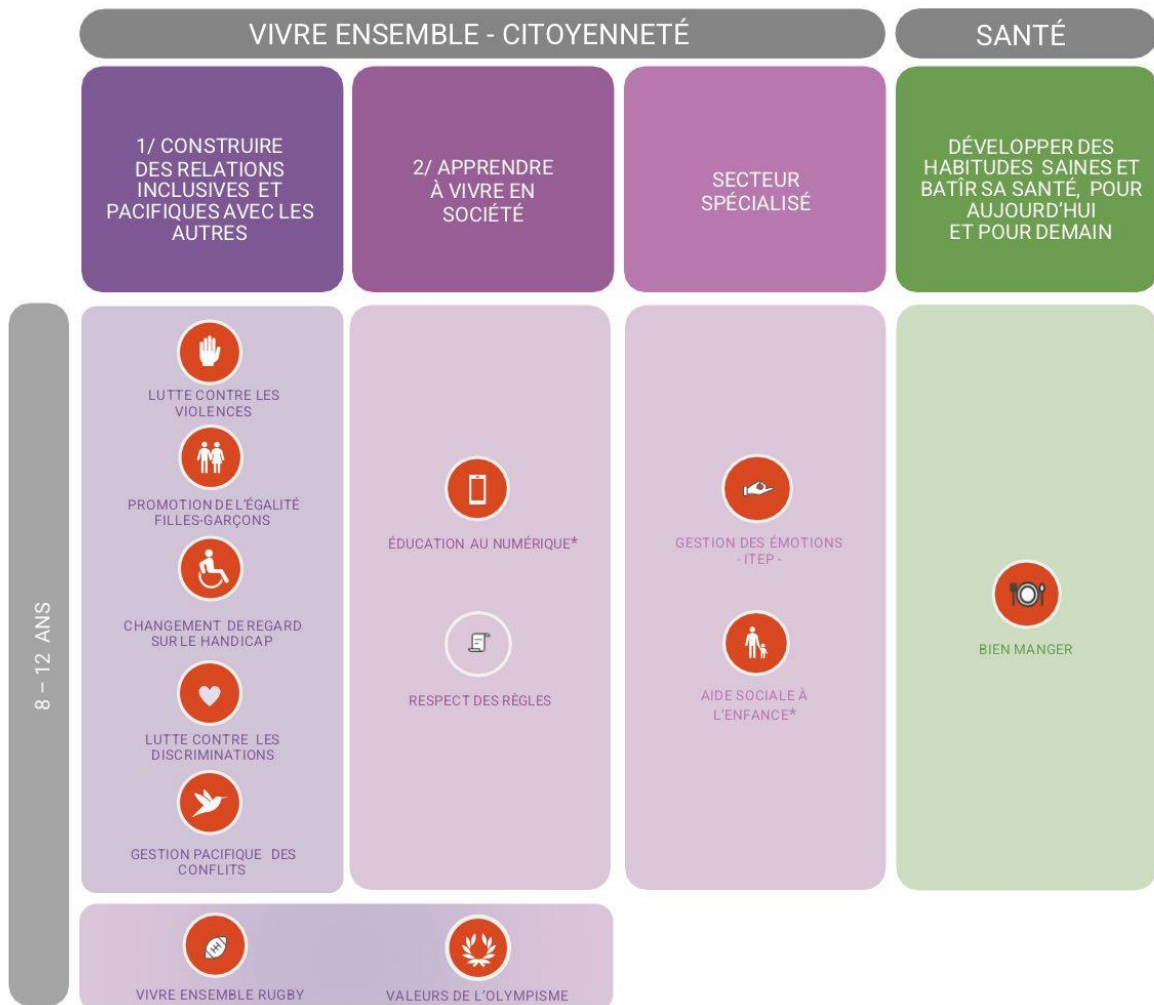 VIVRE ENSEMBLE - CITOYENNETÉ
SANTÉ
1/ CONSTRUIRE
DES RELATIONS
INCLUSIVES ET
PACIFIQUES AVEC LES
AUTRES
2/ APPRENDRE
À VIVRE EN
SOCIÉTÉ
SECTEUR
SPÉCIALISÉ
DÉVELOPPER DES
HABITUDES SAINES ET
BATÎR SA SANTÉ, POUR
AUJOURD'HUI
ET POUR DEMAIN
8 – 12 ANS
LUTTE CONTRE LES
VIOLENCES
PROMOTION DE L'ÉGALITÉ
FILLES-GARÇONS
CHANGEMENT DE REGARD
SUR LE HANDICAP
LUTTE CONTRE LES
DISCRIMINATIONS
GESTION PACIFIQUE DES
CONFLITS
ÉDUCATION AU NUMÉRIQUE*
RESPECT DES RÈGLES
GESTION DES ÉMOTIONS
- ITEP -
AIDE SOCIALE À
L'ENFANCE*
BIEN MANGER
VIVRE ENSEMBLE RUGBY
VALEURS DE L'OLYMPISME